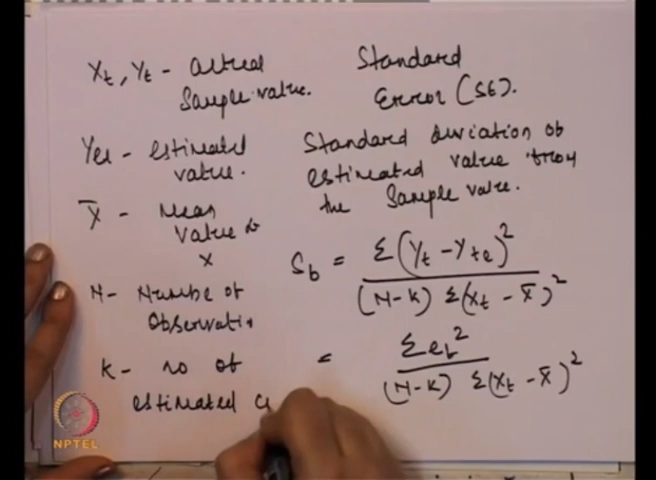 Xt, Yt - actual
Sample value.
Yet - estimated
value.
X̄ - Mean
value of
X
N - Number of
Observation
K - no of
estimated
Standard
Error (SE).
Standard deviation of
estimated value from
the Sample value.
Sb = Σ(Yt - Yte)²
(N-K) Σ(Xt - X̄)²
= Σet²
(N-K) Σ(Xt - X̄)²
NPTEL